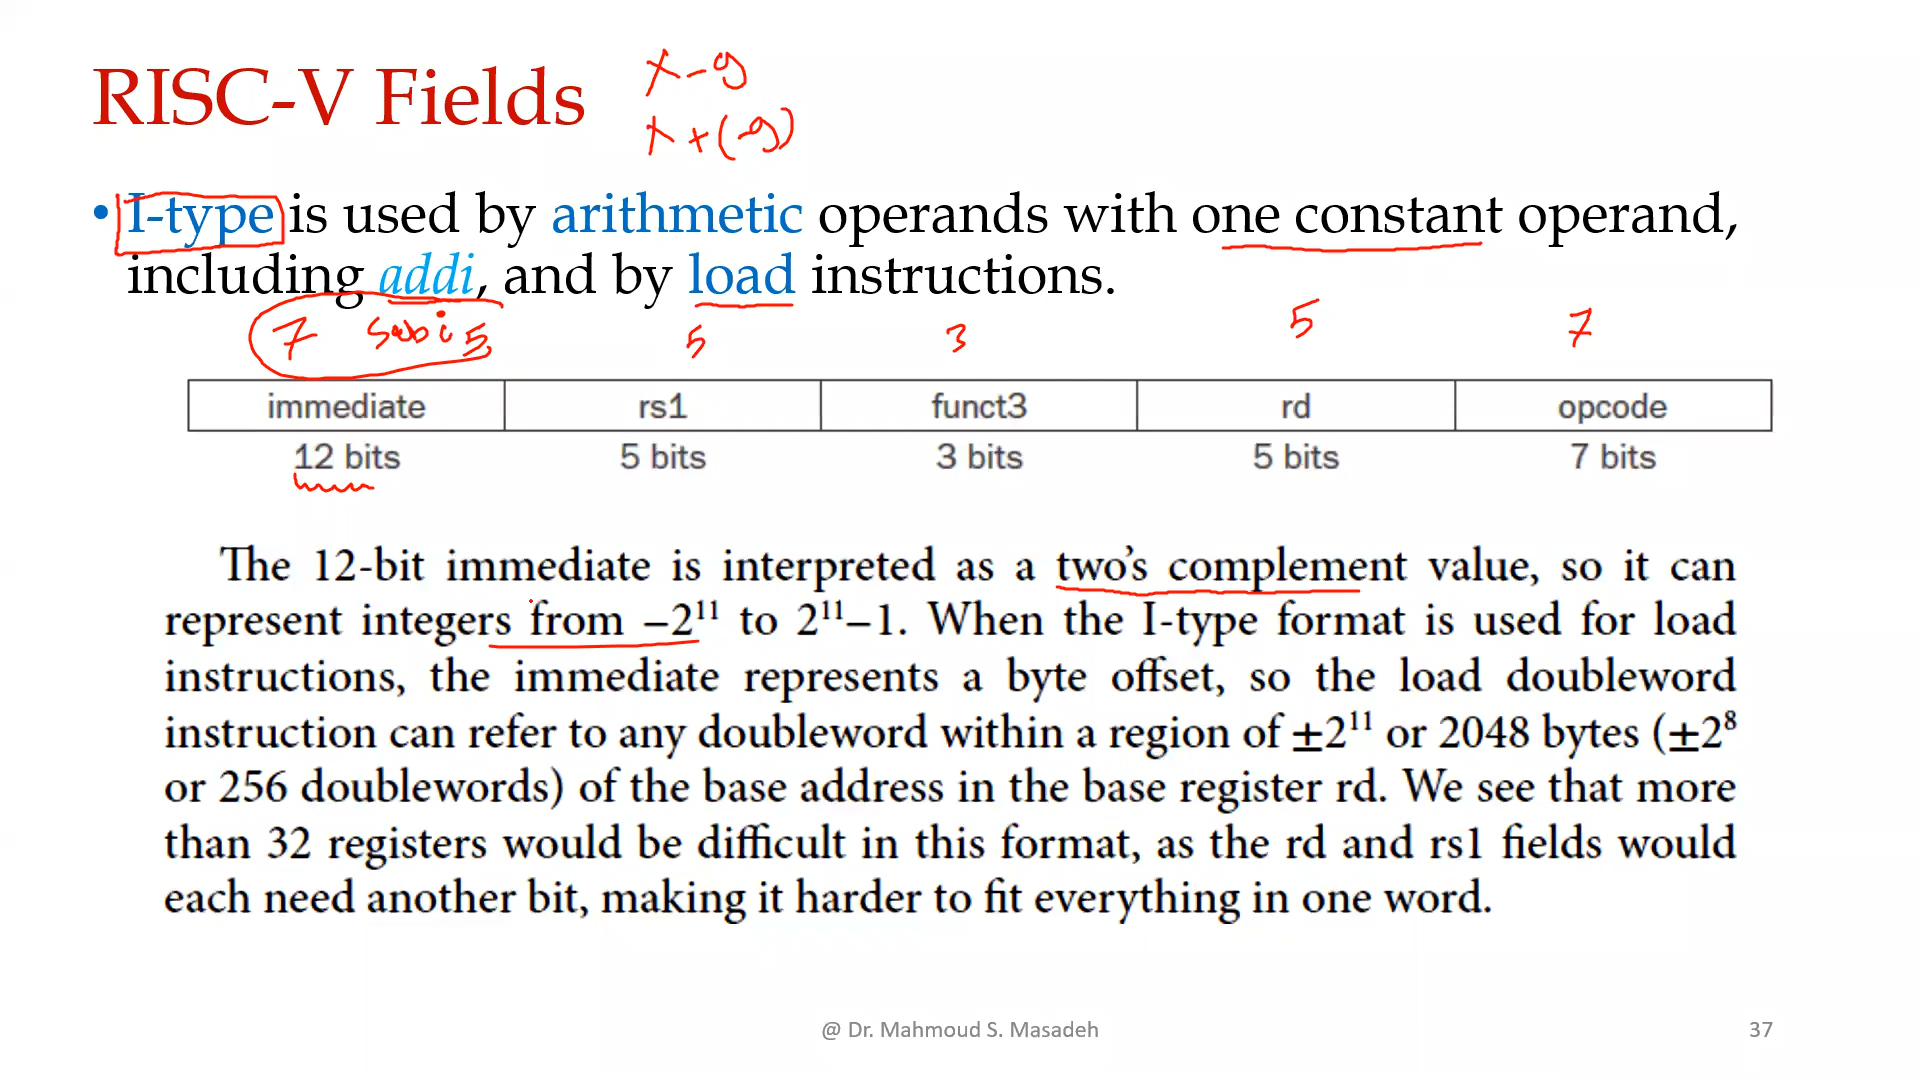 RISC-V Fields
x-y
x+(-y)
• I-type is used by arithmetic operands with one constant operand,
including addi, and by load instructions.
7 subi 5 5 3 5 7
immediate rs1 funct3 rd opcode
12 bits 5 bits 3 bits 5 bits 7 bits
The 12-bit immediate is interpreted as a two’s complement value, so it can
represent integers from −2¹¹ to 2¹¹−1. When the I-type format is used for load
instructions, the immediate represents a byte offset, so the load doubleword
instruction can refer to any doubleword within a region of ±2¹¹ or 2048 bytes (±2⁸
or 256 doublewords) of the base address in the base register rd. We see that more
than 32 registers would be difficult in this format, as the rd and rs1 fields would
each need another bit, making it harder to fit everything in one word.
@ Dr. Mahmoud S. Masadeh 37